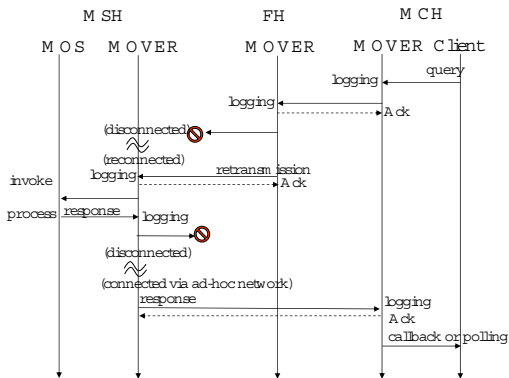 MSH FH MCH
MOS MOVER MOVER MOVER Client
query
logging
logging
Ack
(disconnected)
(reconnected)
retransmission
logging
Ack
invoke
process response logging
(disconnected)
(connected via ad-hoc network)
response logging
Ack
callback or polling